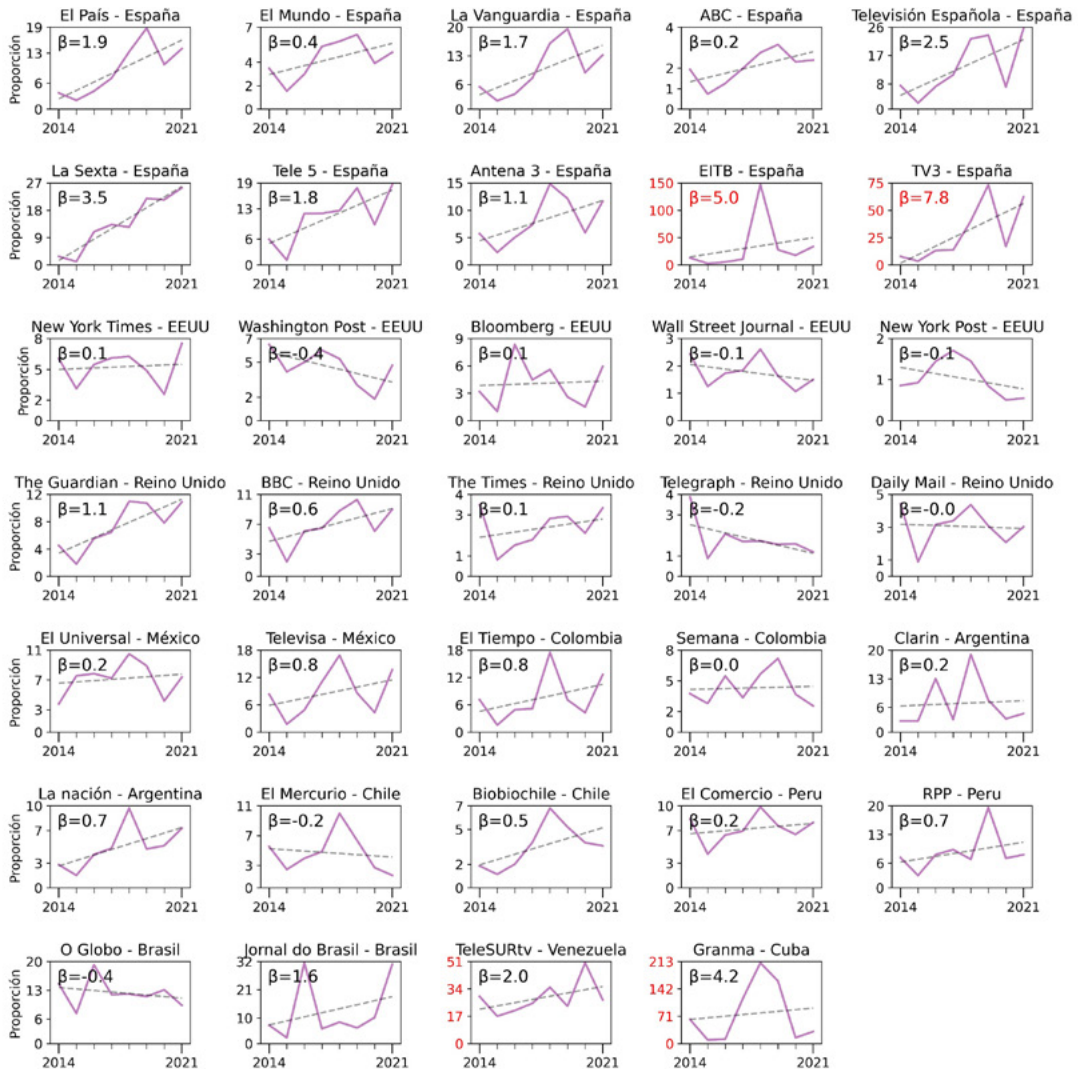 El País - España
El Mundo - España
La Vanguardia - España
ABC - España
Televisión Española - España
Proporción
19
13
6
0
β=1.9
2014
2021
7
4
2
0
β=0.4
2014
2021
20
13
7
0
β=1.7
2014
2021
4
3
1
0
β=0.2
2014
2021
26
17
8
0
β=2.5
2014
2021
La Sexta - España
Tele 5 - España
Antena 3 - España
EITB - España
TV3 - España
27
18
9
0
β=3.5
2014
2021
19
13
6
0
β=1.8
2014
2021
15
10
5
0
β=1.1
2014
2021
150
100
50
0
β=5.0
2014
2021
75
50
25
0
β=7.8
2014
2021
New York Times - EEUU
Washington Post - EEUU
Bloomberg - EEUU
Wall Street Journal - EEUU
New York Post - EEUU
Proporción
8
5
2
0
β=0.1
2014
2021
7
4
2
0
β=-0.4
2014
2021
9
6
3
0
β=0.1
2014
2021
3
2
1
0
β=-0.1
2014
2021
2
1
0
β=-0.1
2014
2021
The Guardian - Reino Unido
BBC - Reino Unido
The Times - Reino Unido
Telegraph - Reino Unido
Daily Mail - Reino Unido
Proporción
12
8
4
0
β=1.1
2014
2021
11
7
3
0
β=0.6
2014
2021
4
3
1
0
β=0.1
2014
2021
4
3
1
0
β=-0.2
2014
2021
5
3
1
0
β=-0.0
2014
2021
El Universal - México
Televisa - México
El Tiempo - Colombia
Semana - Colombia
Clarin - Argentina
Proporción
11
7
3
0
β=0.2
2014
2021
18
12
6
0
β=0.8
2014
2021
18
12
6
0
β=0.8
2014
2021
8
5
2
0
β=0.0
2014
2021
20
13
6
0
β=0.2
2014
2021
La nación - Argentina
El Mercurio - Chile
Biobiochile - Chile
El Comercio - Peru
RPP - Peru
Proporción
10
7
3
0
β=0.7
2014
2021
11
7
3
0
β=-0.2
2014
2021
7
5
2
0
β=0.5
2014
2021
10
7
3
0
β=0.2
2014
2021
20
13
6
0
β=0.7
2014
2021
O Globo - Brasil
Jornal do Brasil - Brasil
TeleSURtv - Venezuela
Granma - Cuba
Proporción
20
13
6
0
β=-0.4
2014
2021
32
21
10
0
β=1.6
2014
2021
51
34
17
0
β=2.0
2014
2021
213
142
71
0
β=4.2
2014
2021